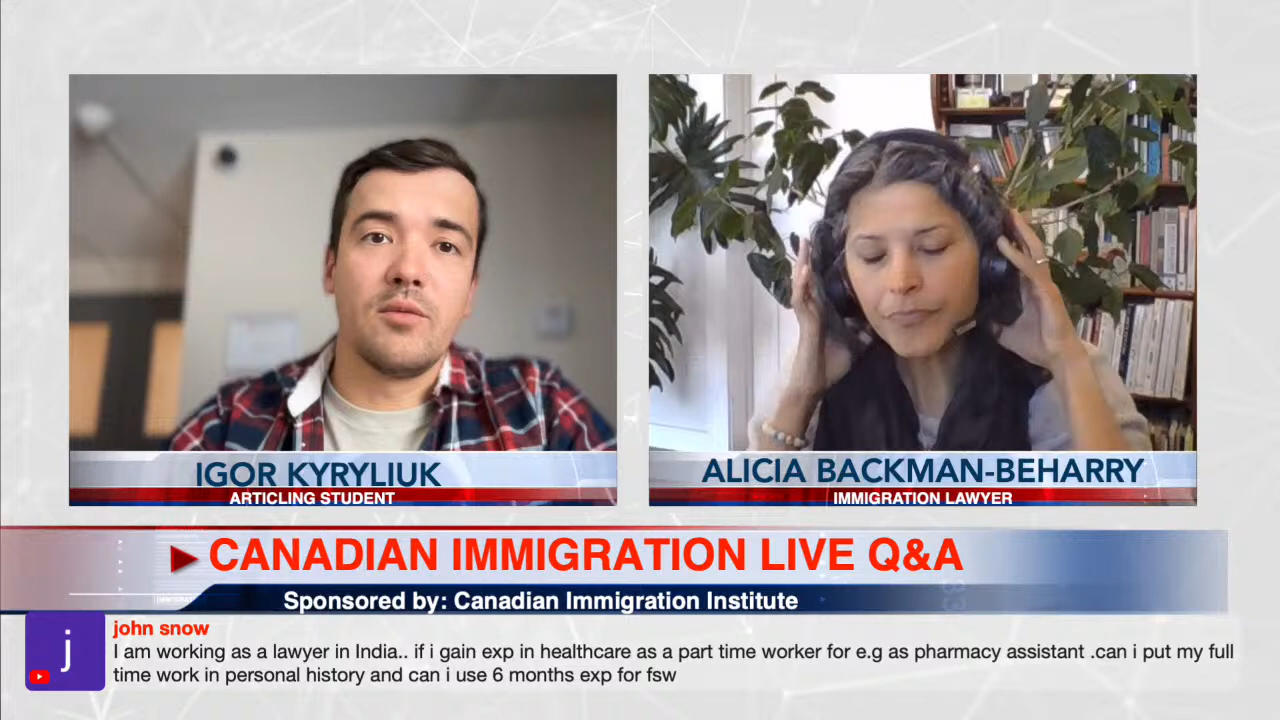 IGOR KYRYLIUK
ARTICLING STUDENT
ALICIA BACKMAN-BEHARRY
IMMIGRATION LAWYER
CANADIAN IMMIGRATION LIVE Q&A
Sponsored by: Canadian Immigration Institute
j
john snow
I am working as a lawyer in India.. if i gain exp in healthcare as a part time worker for e.g as pharmacy assistant .can i put my full
time work in personal history and can i use 6 months exp for fsw